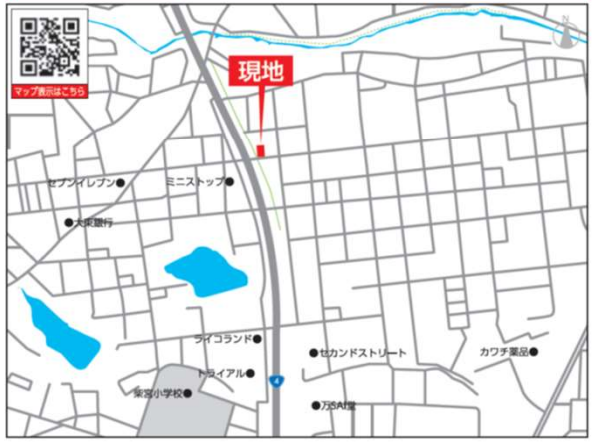 N
マップ表示はこちら
現地
セブンイレブン
ミニストップ
大東銀行
ライコランド
セカンドストリート
カワチ薬品
トライアル
4
柴宮小学校
万SAI堂